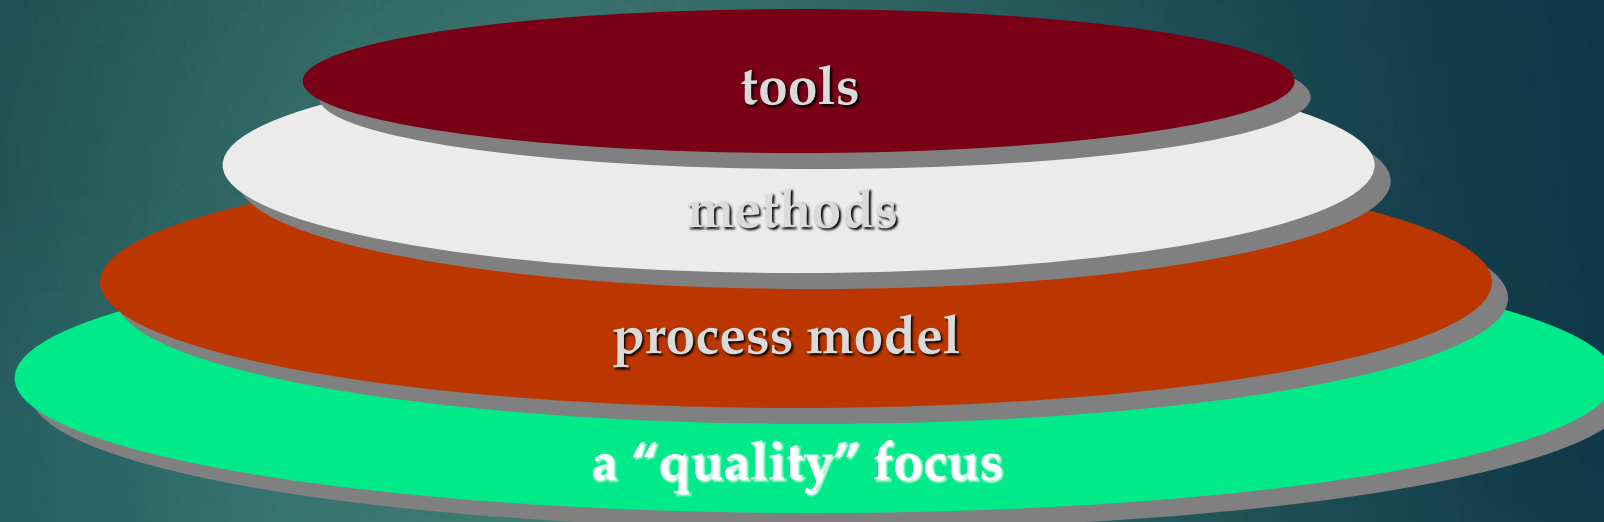 tools
methods
process model
a “quality” focus